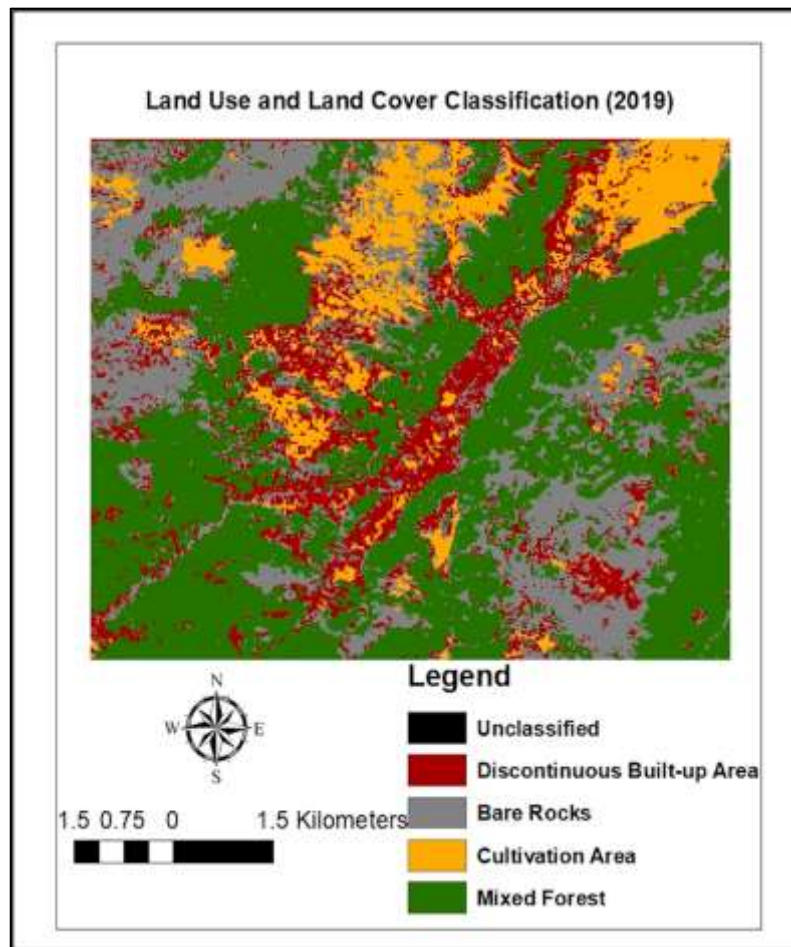 Land Use and Land Cover Classification (2019)
N
W E
S
Legend
Unclassified
Discontinuous Built-up Area
Bare Rocks
Cultivation Area
Mixed Forest
1.5 0.75 0 1.5 Kilometers